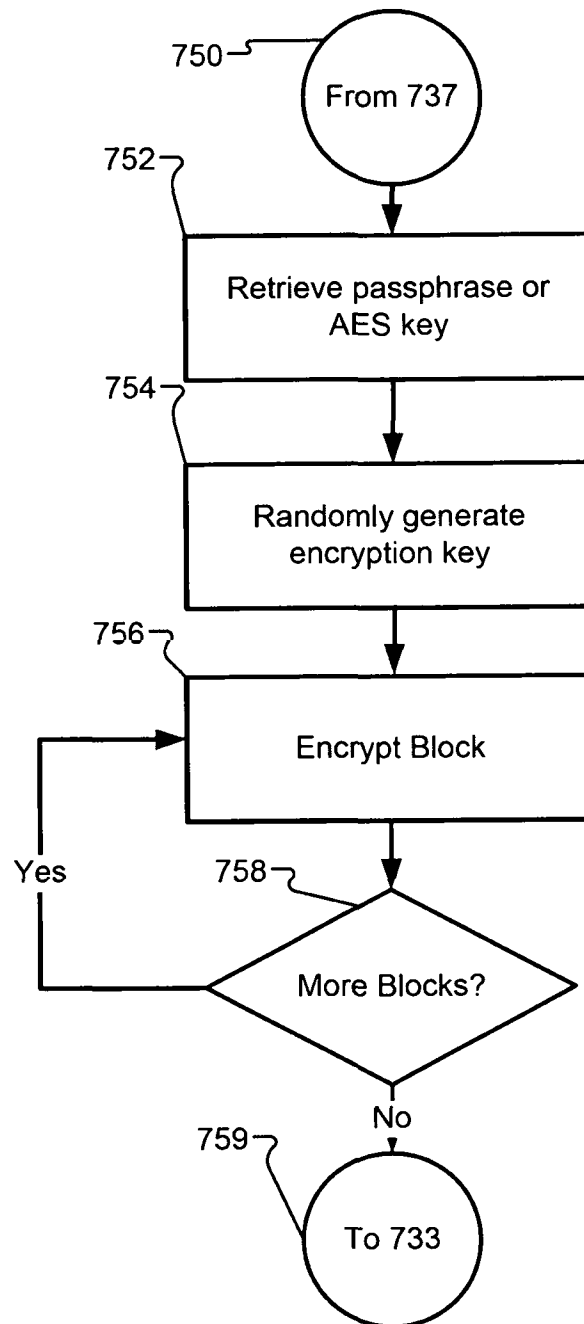 750
From 737
752
Retrieve passphrase or
AES key
754
Randomly generate
encryption key
756
Encrypt Block
Yes
758
More Blocks?
No
759
To 733